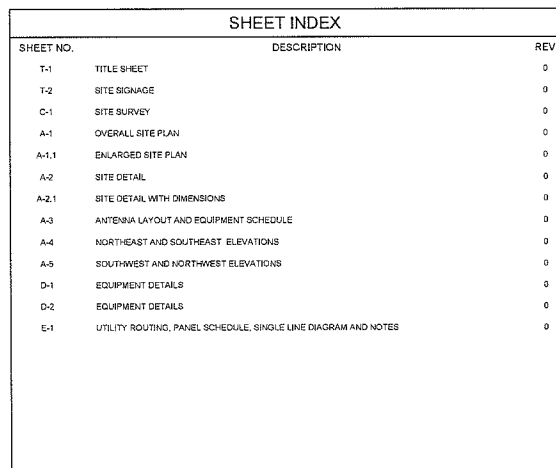 SHEET INDEX
SHEET NO. DESCRIPTION REV
T-1 TITLE SHEET 0
T-2 SITE SIGNAGE 0
C-1 SITE SURVEY 0
A-1 OVERALL SITE PLAN 0
A-1.1 ENLARGED SITE PLAN 0
A-2 SITE DETAIL 0
A-2.1 SITE DETAIL WITH DIMENSIONS 0
A-3 ANTENNA LAYOUT AND EQUIPMENT SCHEDULE 0
A-4 NORTHEAST AND SOUTHEAST ELEVATIONS 0
A-5 SOUTHWEST AND NORTHWEST ELEVATIONS 0
D-1 EQUIPMENT DETAILS 0
D-2 EQUIPMENT DETAILS 0
E-1 UTILITY ROUTING, PANEL SCHEDULE, SINGLE LINE DIAGRAM AND NOTES 0